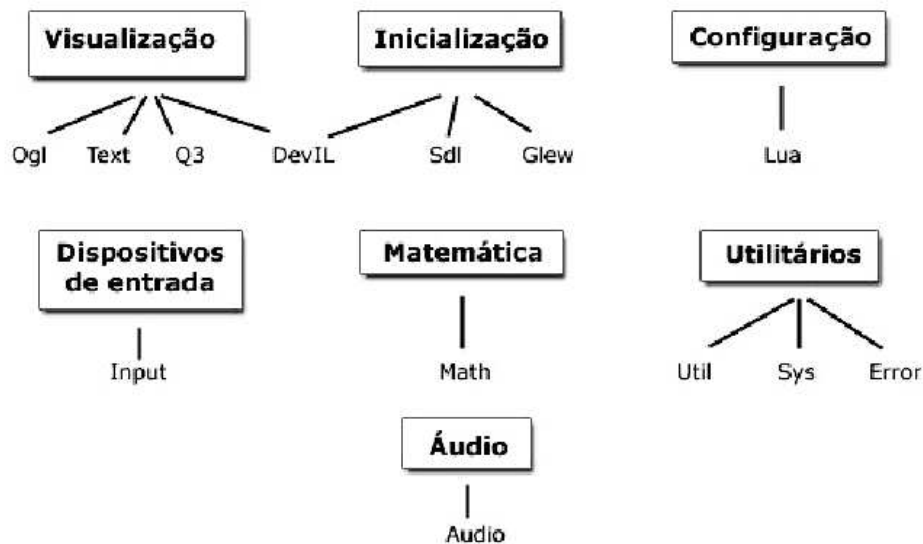 Visualização
Inicialização
Configuração
Ogl Text Q3 DevIL Sdl Glew Lua
Dispositivos
de entrada
Matemática
Utilitários
Input Math Util Sys Error
Áudio
Audio